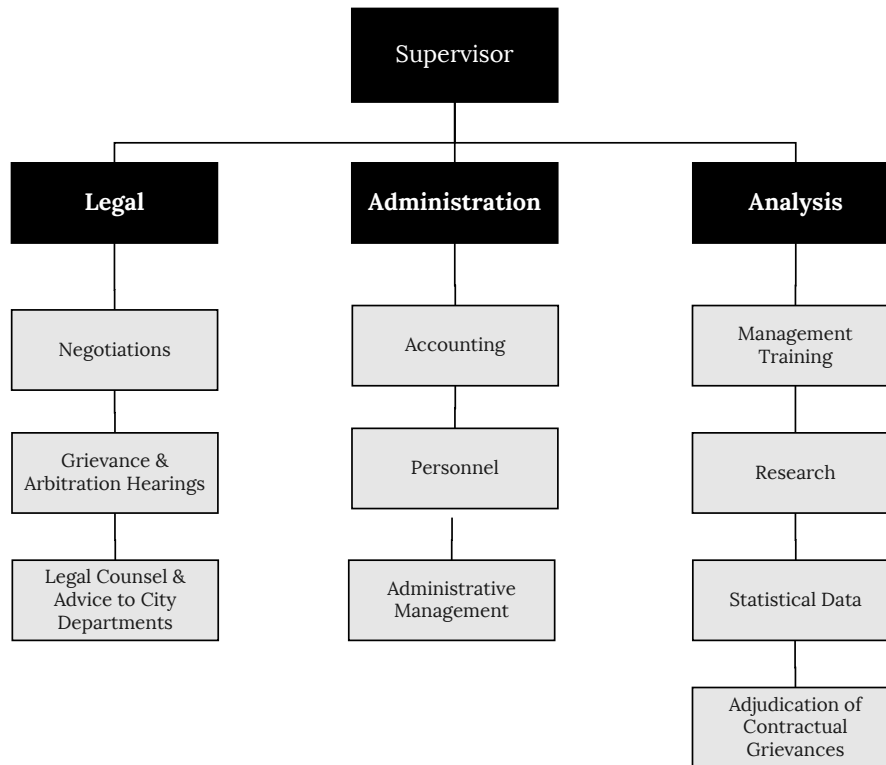 Supervisor
Legal
Administration
Analysis
Negotiations
Accounting
Management
Training
Grievance &
Arbitration Hearings
Personnel
Research
Legal Counsel &
Advice to City
Departments
Administrative
Management
Statistical Data
Adjudication of
Contractual
Grievances